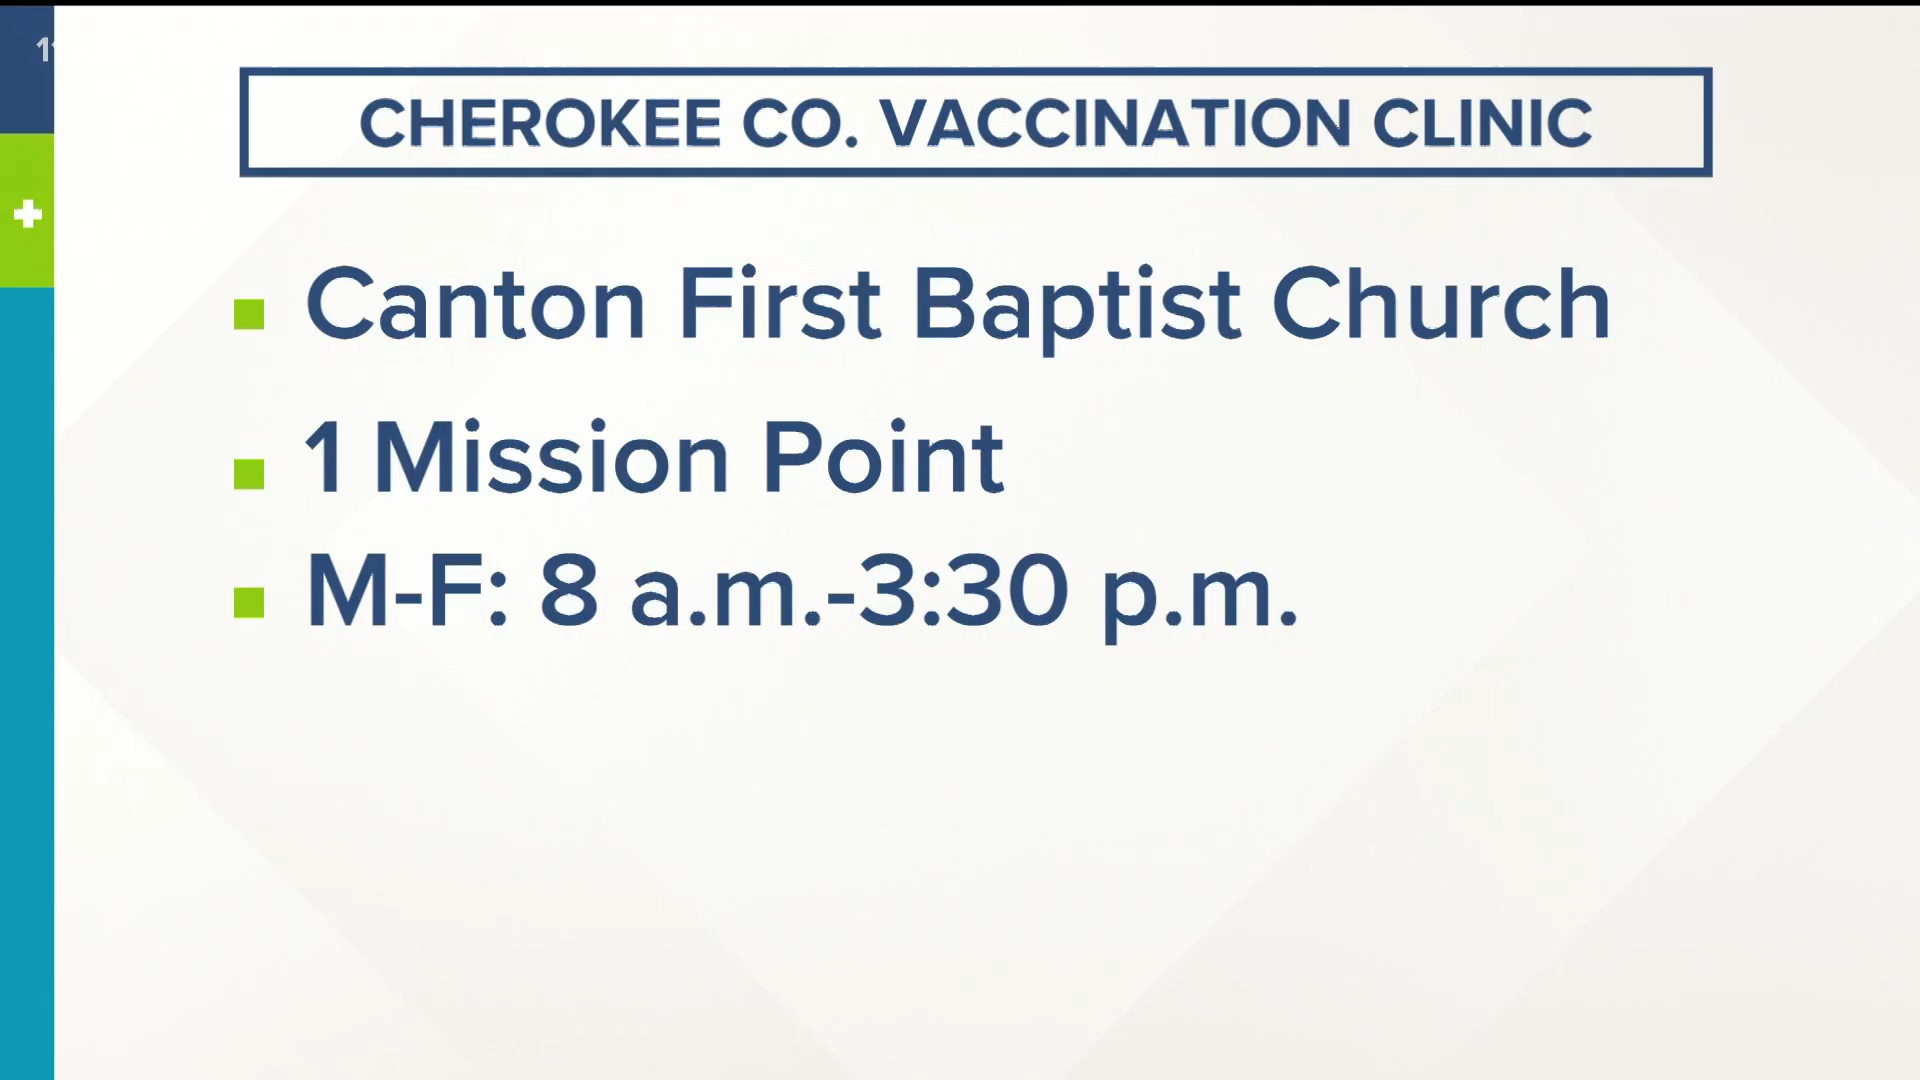 CHEROKEE CO. VACCINATION CLINIC
Canton First Baptist Church
1 Mission Point
M-F: 8 a.m.-3:30 p.m.